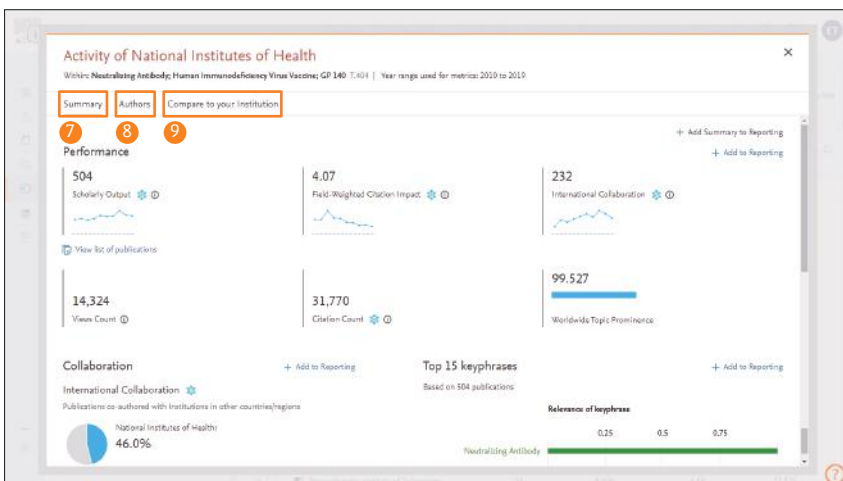 Activity of National Institutes of Health
Within: Neutralizing Antibody; Human Immunodeficiency Virus Vaccine; GP 140 T.404 | Year range used for metrics: 2010 to 2019
Summary Authors Compare to your Institution
7 8 9
+ Add Summary to Reporting
Performance + Add to Reporting
504 4.07 232
Scholarly Output Field-Weighted Citation Impact International Collaboration
View list of publications
99.527
14,324 31,770
Views Count Citation Count Worldwide Topic Prominence
Collaboration + Add to Reporting Top 15 keyphrases + Add to Reporting
International Collaboration Based on 504 publications
Publications co-authored with Institutions in other countries/regions
Relevance of keyphrase
National Institutes of Health:
46.0% 0.25 0.5 0.75
Neutralizing Antibody
?